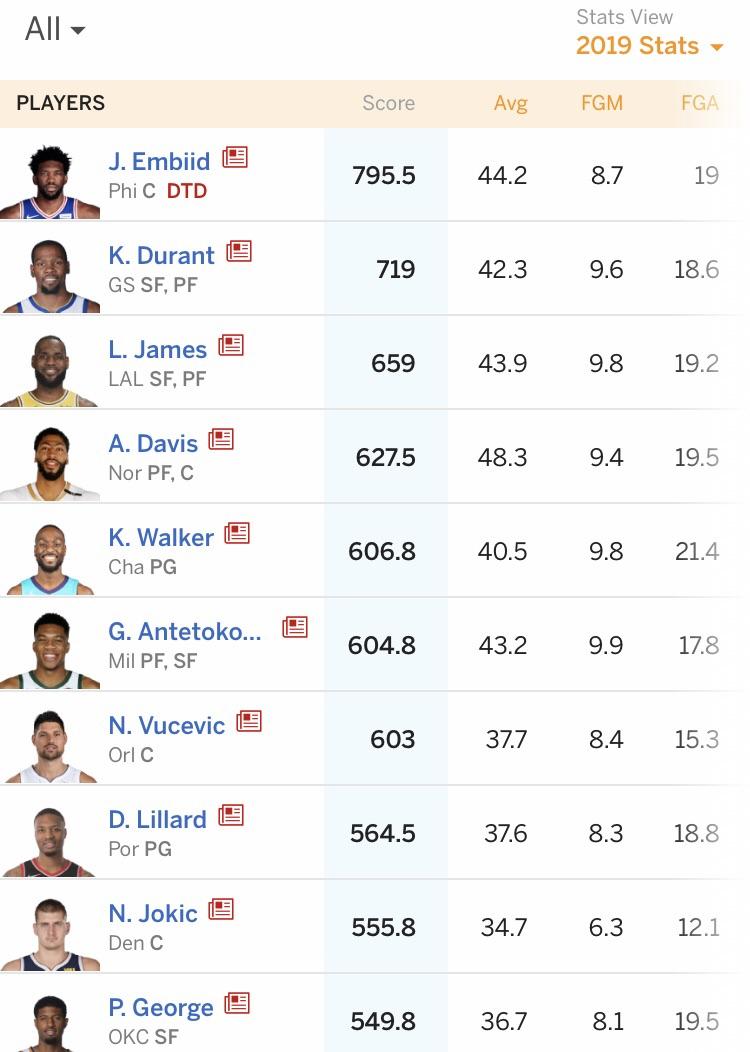 All
Stats View
2019 Stats
PLAYERS Score Avg FGM FGA
J. Embiid
Phi C DTD
795.5 44.2 8.7 19
K. Durant
GS SF, PF
719 42.3 9.6 18.6
L. James
LAL SF, PF
659 43.9 9.8 19.2
A. Davis
Nor PF, C
627.5 48.3 9.4 19.5
K. Walker
Cha PG
606.8 40.5 9.8 21.4
G. Antetoko...
Mil PF, SF
604.8 43.2 9.9 17.8
N. Vucevic
Orl C
603 37.7 8.4 15.3
D. Lillard
Por PG
564.5 37.6 8.3 18.8
N. Jokic
Den C
555.8 34.7 6.3 12.1
P. George
OKC SF
549.8 36.7 8.1 19.5